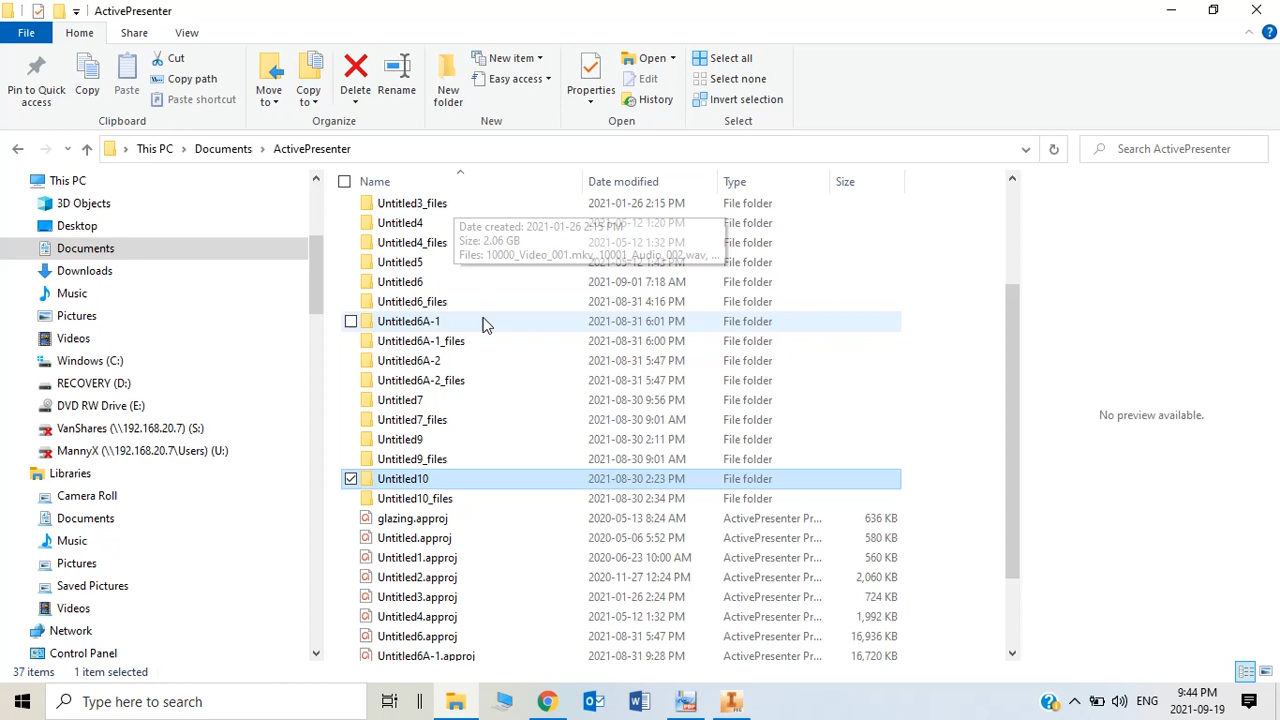 ActivePresenter
File Home Share View
Pin to Quick access
Copy
Paste
Cut
Copy path
Paste shortcut
Clipboard
Move to
Copy to
Delete
Rename
Organize
New folder
New item
Easy access
New
Properties
Open
Edit
History
Open
Select all
Select none
Invert selection
Select
This PC > Documents > ActivePresenter
Search ActivePresenter
This PC
3D Objects
Desktop
Documents
Downloads
Music
Pictures
Videos
Windows (C:)
RECOVERY (D:)
DVD RW Drive (E:)
VanShares (\\192.168.20.7) (S:)
MannyX (\\192.168.20.7\Users) (U:)
Libraries
Camera Roll
Documents
Music
Pictures
Saved Pictures
Videos
Network
Control Panel
Name Date modified Type Size
Untitled3_files 2021-01-26 2:15 PM File folder
Untitled4 2021-05-12 1:20 PM File folder
Untitled4_files 2021-05-12 1:32 PM File folder
Untitled5 2021-05-12 1:43 PM File folder
Untitled6 2021-09-01 7:18 AM File folder
Untitled6_files 2021-08-31 4:16 PM File folder
Untitled6A-1 2021-08-31 6:01 PM File folder
Untitled6A-1_files 2021-08-31 6:00 PM File folder
Untitled6A-2 2021-08-31 5:47 PM File folder
Untitled6A-2_files 2021-08-31 5:47 PM File folder
Untitled7 2021-08-30 9:56 PM File folder
Untitled7_files 2021-08-30 9:01 AM File folder
Untitled9 2021-08-30 2:11 PM File folder
Untitled9_files 2021-08-30 9:01 AM File folder
Untitled10 2021-08-30 2:23 PM File folder
Untitled10_files 2021-08-30 2:34 PM File folder
glazing.approj 2020-05-13 8:24 AM ActivePresenter Pr... 636 KB
Untitled.approj 2020-05-06 5:52 PM ActivePresenter Pr... 580 KB
Untitled1.approj 2020-06-23 10:00 AM ActivePresenter Pr... 560 KB
Untitled2.approj 2020-11-27 12:24 PM ActivePresenter Pr... 2,060 KB
Untitled3.approj 2021-01-26 2:24 PM ActivePresenter Pr... 724 KB
Untitled4.approj 2021-05-12 1:32 PM ActivePresenter Pr... 1,992 KB
Untitled6.approj 2021-08-31 5:47 PM ActivePresenter Pr... 16,936 KB
Untitled6A-1.approj 2021-08-31 9:28 PM ActivePresenter Pr... 16,720 KB
Date created: 2021-01-26 2:15 PM
Size: 2.06 GB
Files: 10000_Video_001.mkv, 10001_Audio_002.wav, ...
No preview available.
37 items 1 item selected
Type here to search
ENG
9:44 PM
2021-09-19